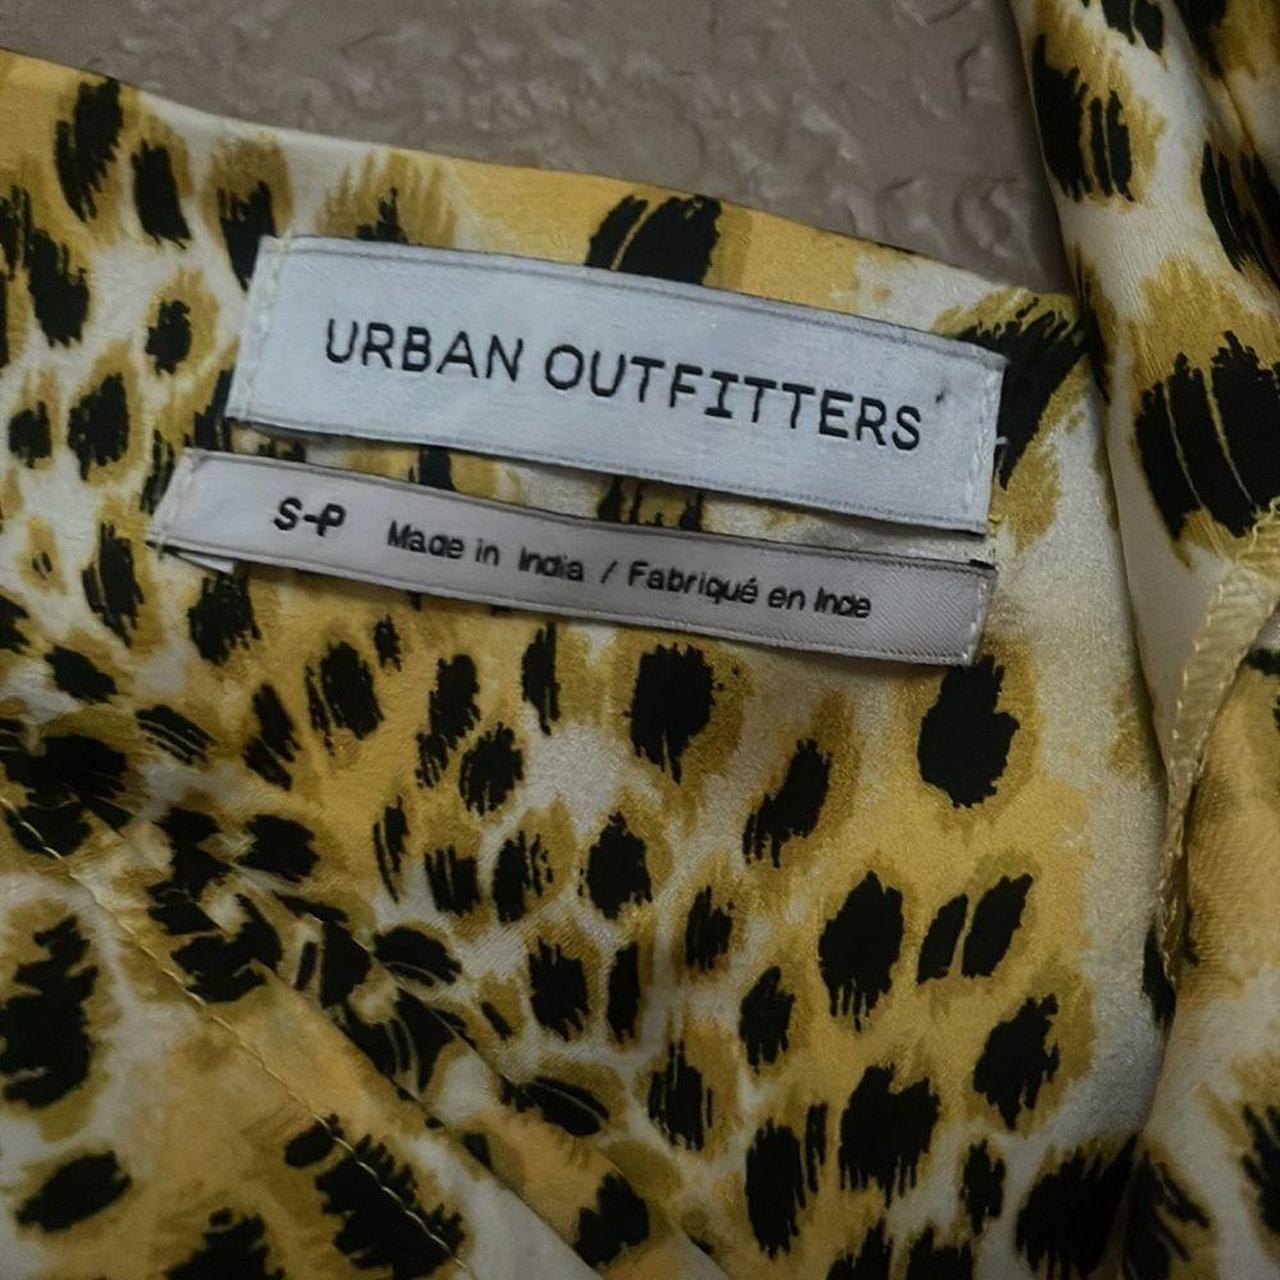 URBAN OUTFITTERS
S-P Made in India / Fabriqué en Inde